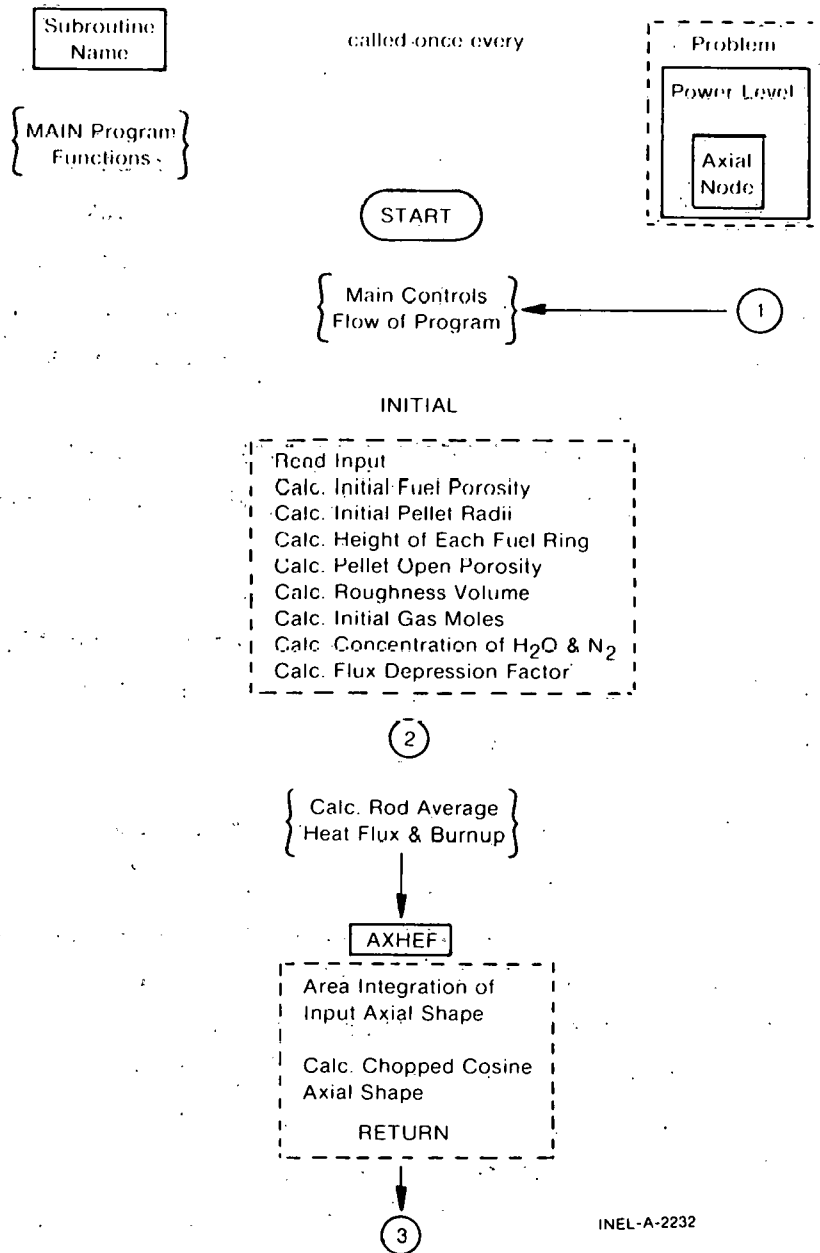 Subroutine
Name
called once every
Problem
Power Level
Axial
Node
MAIN Program
Functions
START
Main Controls
Flow of Program
1
INITIAL
Read Input
Calc. Initial Fuel Porosity
Calc. Initial Pellet Radii
Calc. Height of Each Fuel Ring
Calc. Pellet Open Porosity
Calc. Roughness Volume
Calc. Initial Gas Moles
Calc Concentration of H₂O & N₂
Calc. Flux Depression Factor
2
Calc. Rod Average
Heat Flux & Burnup
AXHEF
Area Integration of
Input Axial Shape
Calc. Chopped Cosine
Axial Shape
RETURN
3
INEL-A-2232